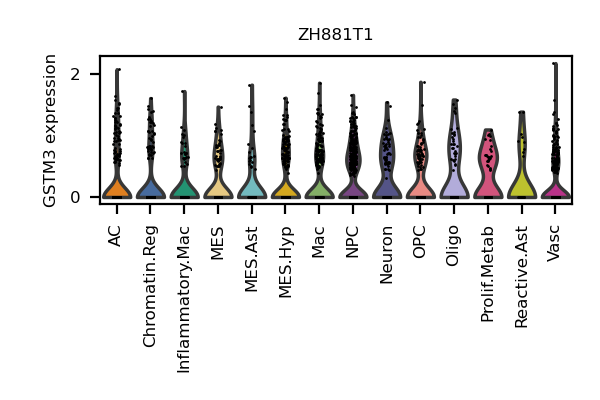 ZH881T1
GSTM3 expression
2
0
AC
Chromatin.Reg
Inflammatory.Mac
MES
MES.Ast
MES.Hyp
Mac
NPC
Neuron
OPC
Oligo
Prolif.Metab
Reactive.Ast
Vasc